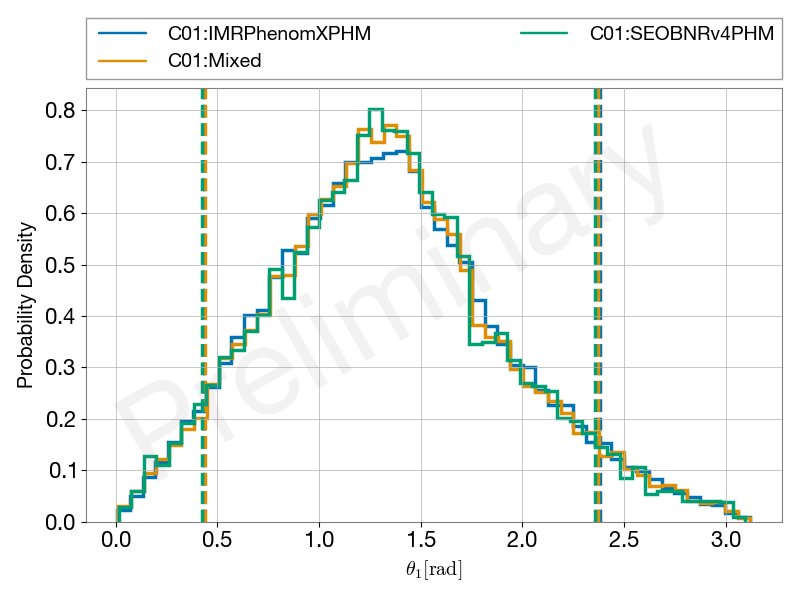 C01:IMRPhenomXPHM
C01:SEOBNRv4PHM
C01:Mixed
0.8
0.7
0.6
0.5
0.4
0.3
0.2
0.1
0.0
Probability Density
Preliminary
0.0 0.5 1.0 1.5 2.0 2.5 3.0
θ₁[rad]